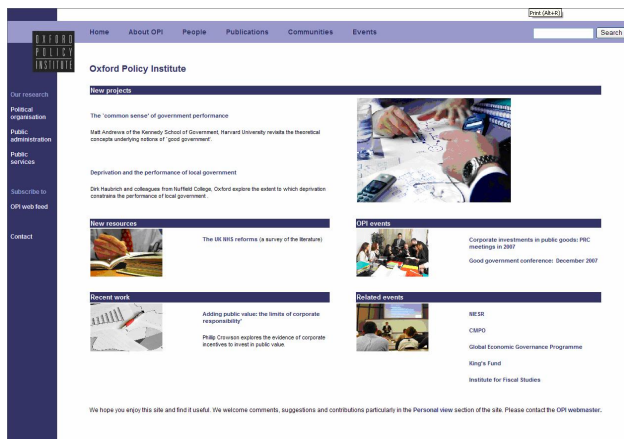 Print (Alt+R)
OXFORD
POLICY
INSTITUTE
Home About OPI People Publications Communities Events
Search
Oxford Policy Institute
Our research
Political
organisation
Public
administration
Public
services
Subscribe to
OPI web feed
Contact
New projects
The 'common sense' of government performance
Matt Andrews of the Kennedy School of Government, Harvard University revisits the theoretical
concepts underlying notions of `good government'.
Deprivation and the performance of local government
Dirk Haubrich and colleagues from Nuffield College, Oxford explore the extent to which deprivation
constrains the performance of local government .
New resources
The UK NHS reforms (a survey of the literature)
OPI events
Corporate investments in public goods: PRC
meetings in 2007
Good government conference: December 2007
Recent work
Adding public value: the limits of corporate
responsibility'
Phillip Crowson explores the evidence of corporate
incentives to invest in public value.
Related events
NIESR
CMPO
Global Economic Governance Programme
King's Fund
Institute for Fiscal Studies
We hope you enjoy this site and find it useful. We welcome comments, suggestions and contributions particularly in the Personal view section of the site. Please contact the OPI webmaster.